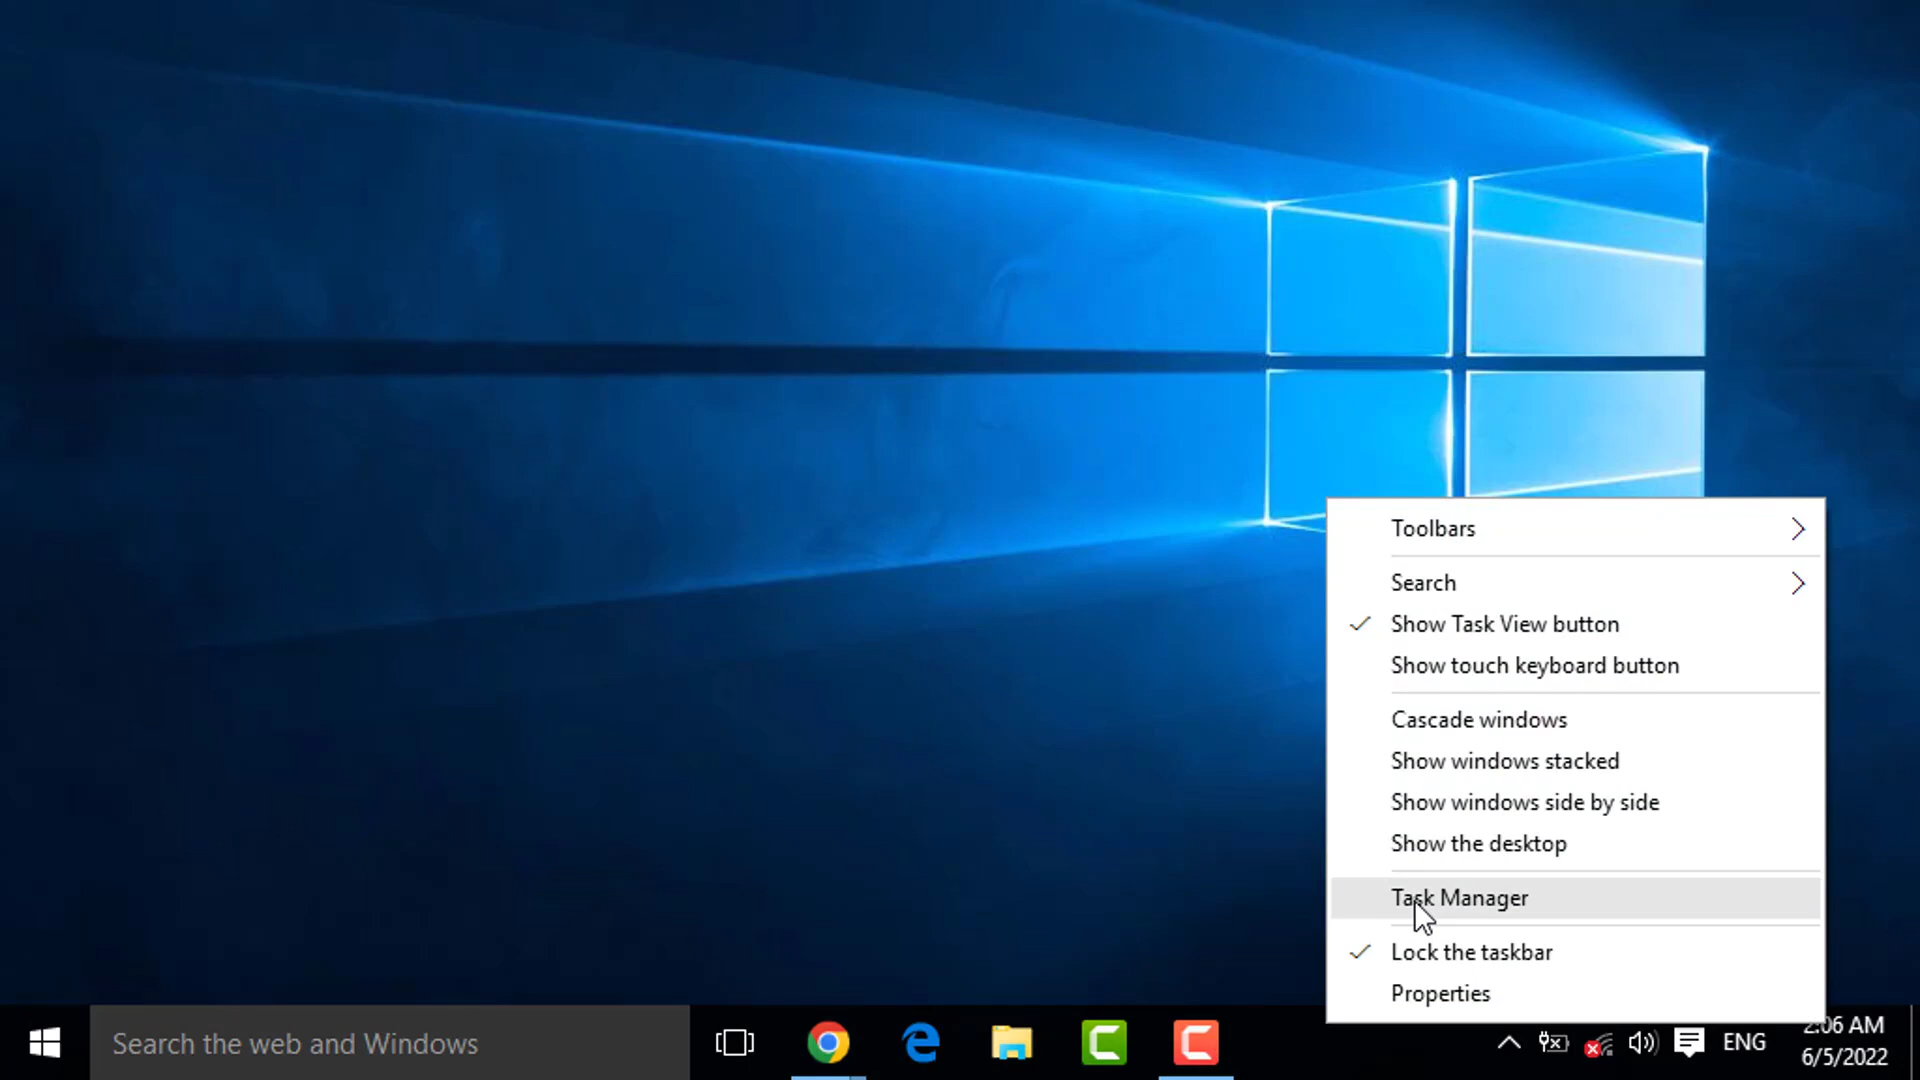 Toolbars
Search
Show Task View button
Show touch keyboard button
Cascade windows
Show windows stacked
Show windows side by side
Show the desktop
Task Manager
Lock the taskbar
Properties
Search the web and Windows
ENG
2:06 AM
6/5/2022